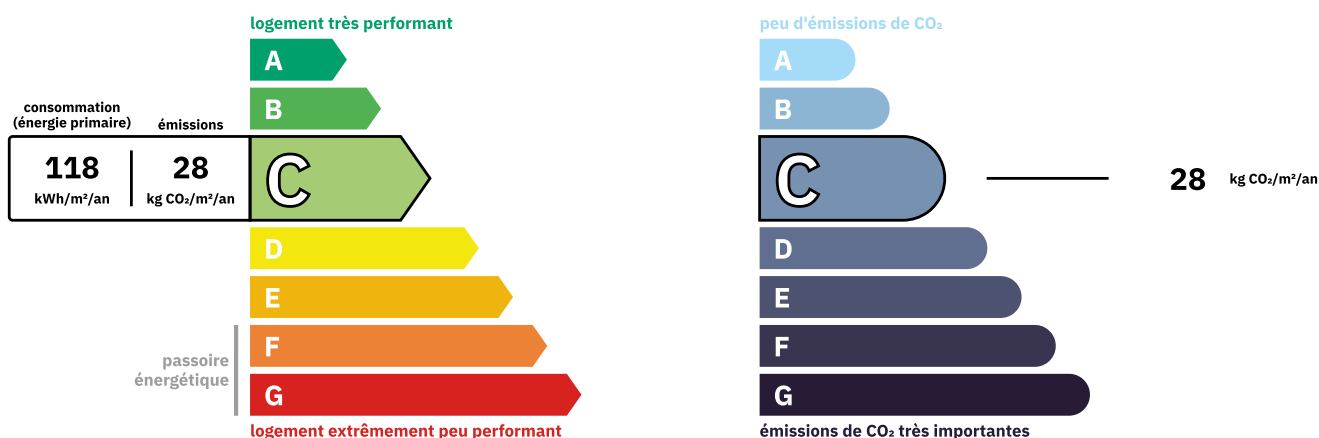 logement très performant
A
B
consommation
(énergie primaire)
émissions
118
kWh/m²/an
28
kg CO₂/m²/an
C
D
E
F
G
passoire
énergétique
logement extrêmement peu performant
peu d'émissions de CO₂
A
B
C
28
kg CO₂/m²/an
D
E
F
G
émissions de CO₂ très importantes